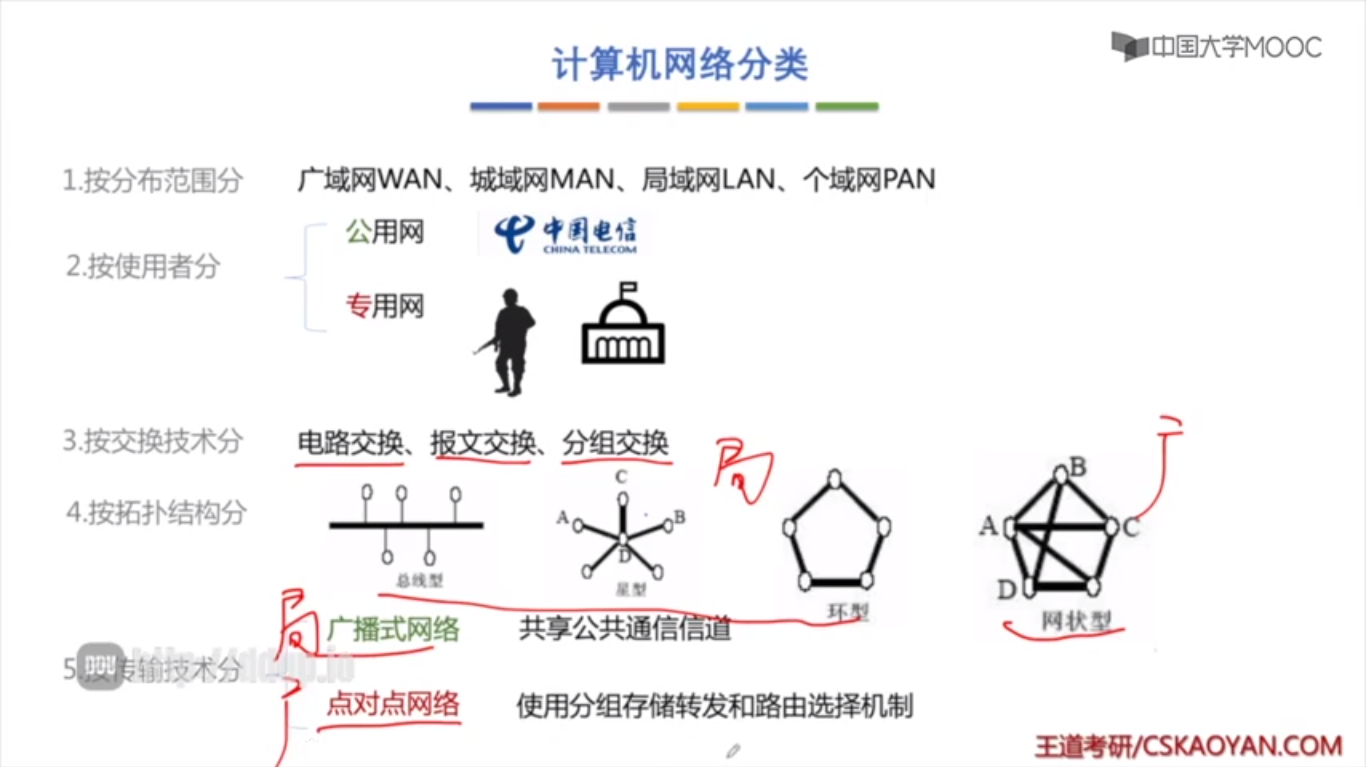 中国大学MOOC
计算机网络分类
1.按分布范围分 广域网WAN、城域网MAN、局域网LAN、个域网PAN
2.按使用者分
公用网 中国电信
CHINA TELECOM
专用网
3.按交换技术分 电路交换、报文交换、分组交换
局
4.按拓扑结构分
总线型
C
A B
D
星型
环型
B
A C
D
网状型
局
广播式网络 共享公共通信信道
5.按传输技术分
点对点网络 使用分组存储转发和路由选择机制
王道考研/CSKAOYAN.COM